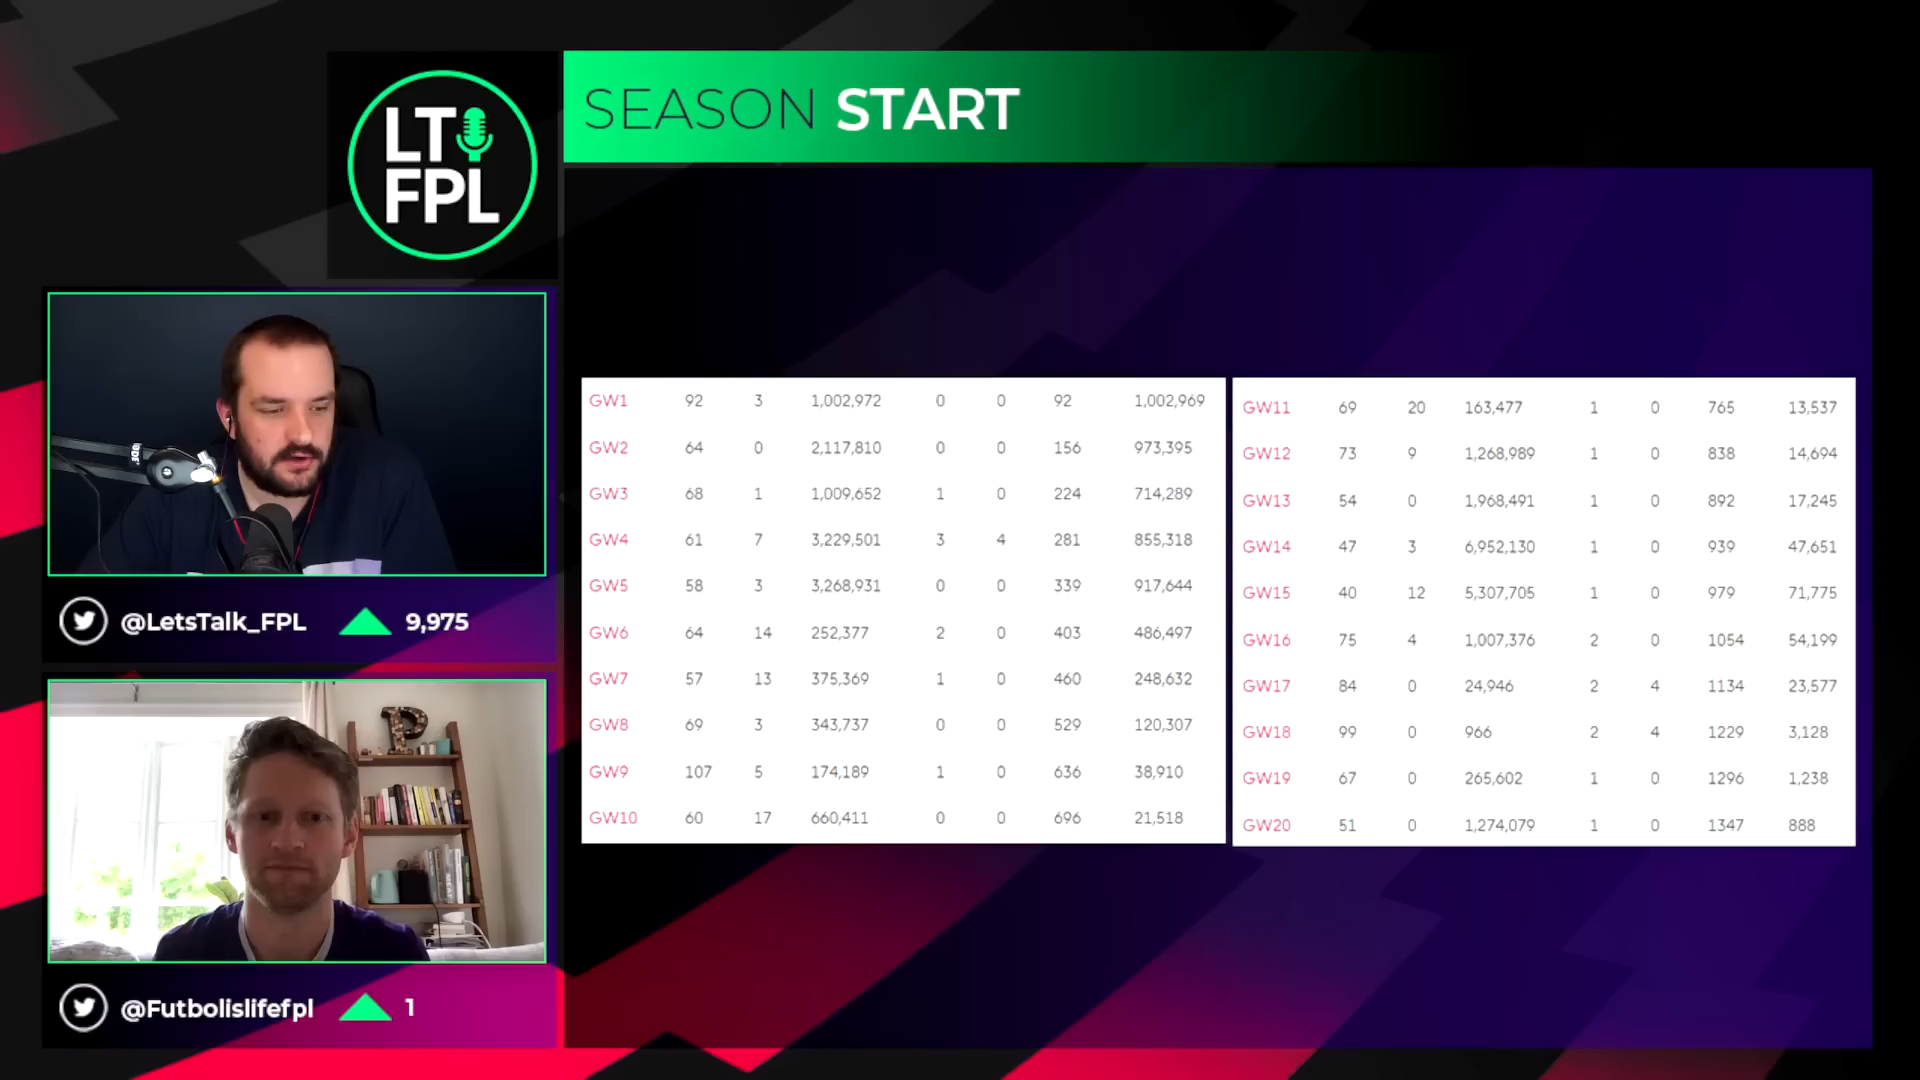 LT
FPL
SEASON START
@LetsTalk_FPL 9,975
P
@Futbolislifefpl 1
GW1 92 3 1,002,972 0 0 92 1,002,969
GW2 64 0 2,117,810 0 0 156 973,395
GW3 68 1 1,009,652 1 0 224 714,289
GW4 61 7 3,229,501 3 4 281 855,318
GW5 58 3 3,268,931 0 0 339 917,644
GW6 64 14 252,377 2 0 403 486,497
GW7 57 13 375,369 1 0 460 248,632
GW8 69 3 343,737 0 0 529 120,307
GW9 107 5 174,189 1 0 636 38,910
GW10 60 17 660,411 0 0 696 21,518
GW11 69 20 163,477 1 0 765 13,537
GW12 73 9 1,268,989 1 0 838 14,694
GW13 54 0 1,968,491 1 0 892 17,245
GW14 47 3 6,952,130 1 0 939 47,651
GW15 40 12 5,307,705 1 0 979 71,775
GW16 75 4 1,007,376 2 0 1054 54,199
GW17 84 0 24,946 2 4 1134 23,577
GW18 99 0 966 2 4 1229 3,128
GW19 67 0 265,602 1 0 1296 1,238
GW20 51 0 1,274,079 1 0 1347 888